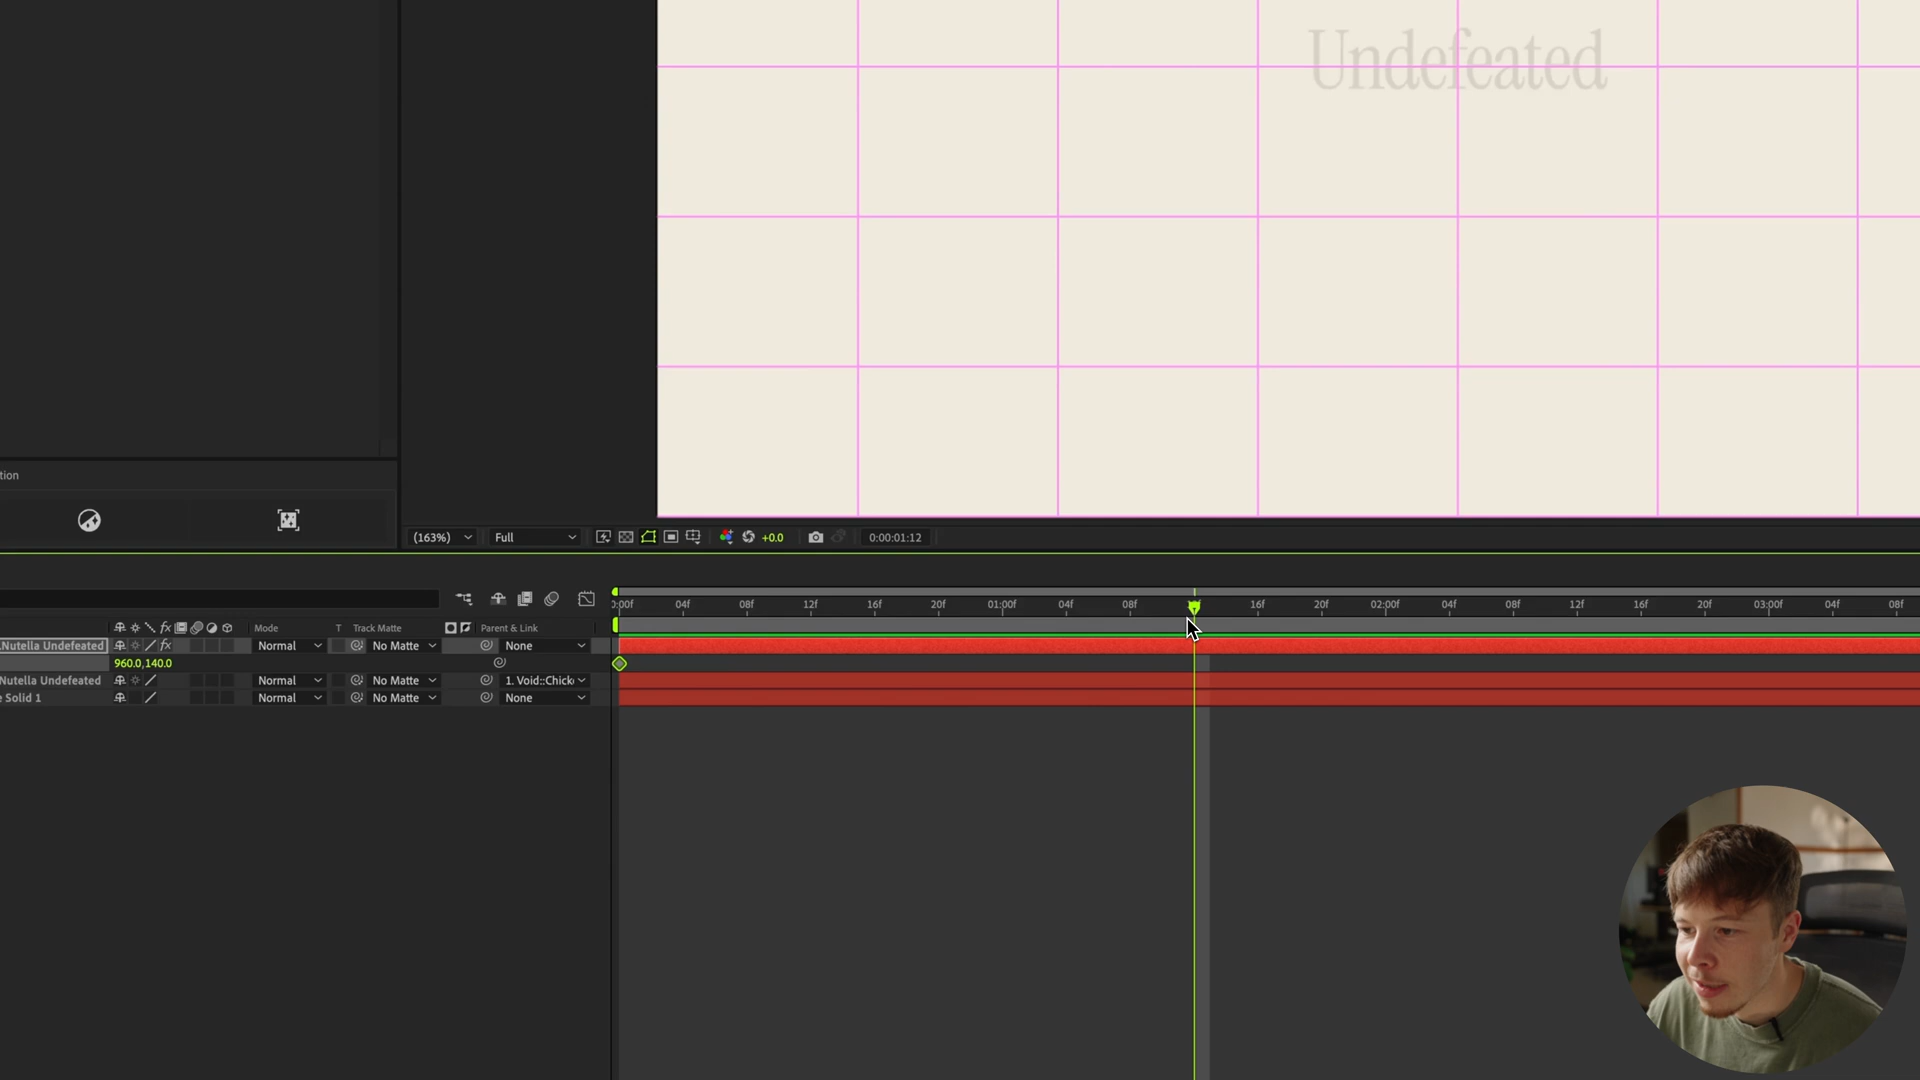 Undefeated
tion
(163%) Full +0.0 0:00:01:12
0:00f 04f 08f 12f 16f 20f 01:00f 04f 08f 16f 20f 02:00f 04f 08f 12f 16f 20f 03:00f 04f 08f
fx Mode T Track Matte Parent & Link
.Nutella Undefeated fx Normal No Matte None
960.0,140.0
Nutella Undefeated Normal No Matte 1. Void::Chick
e Solid 1 Normal No Matte None